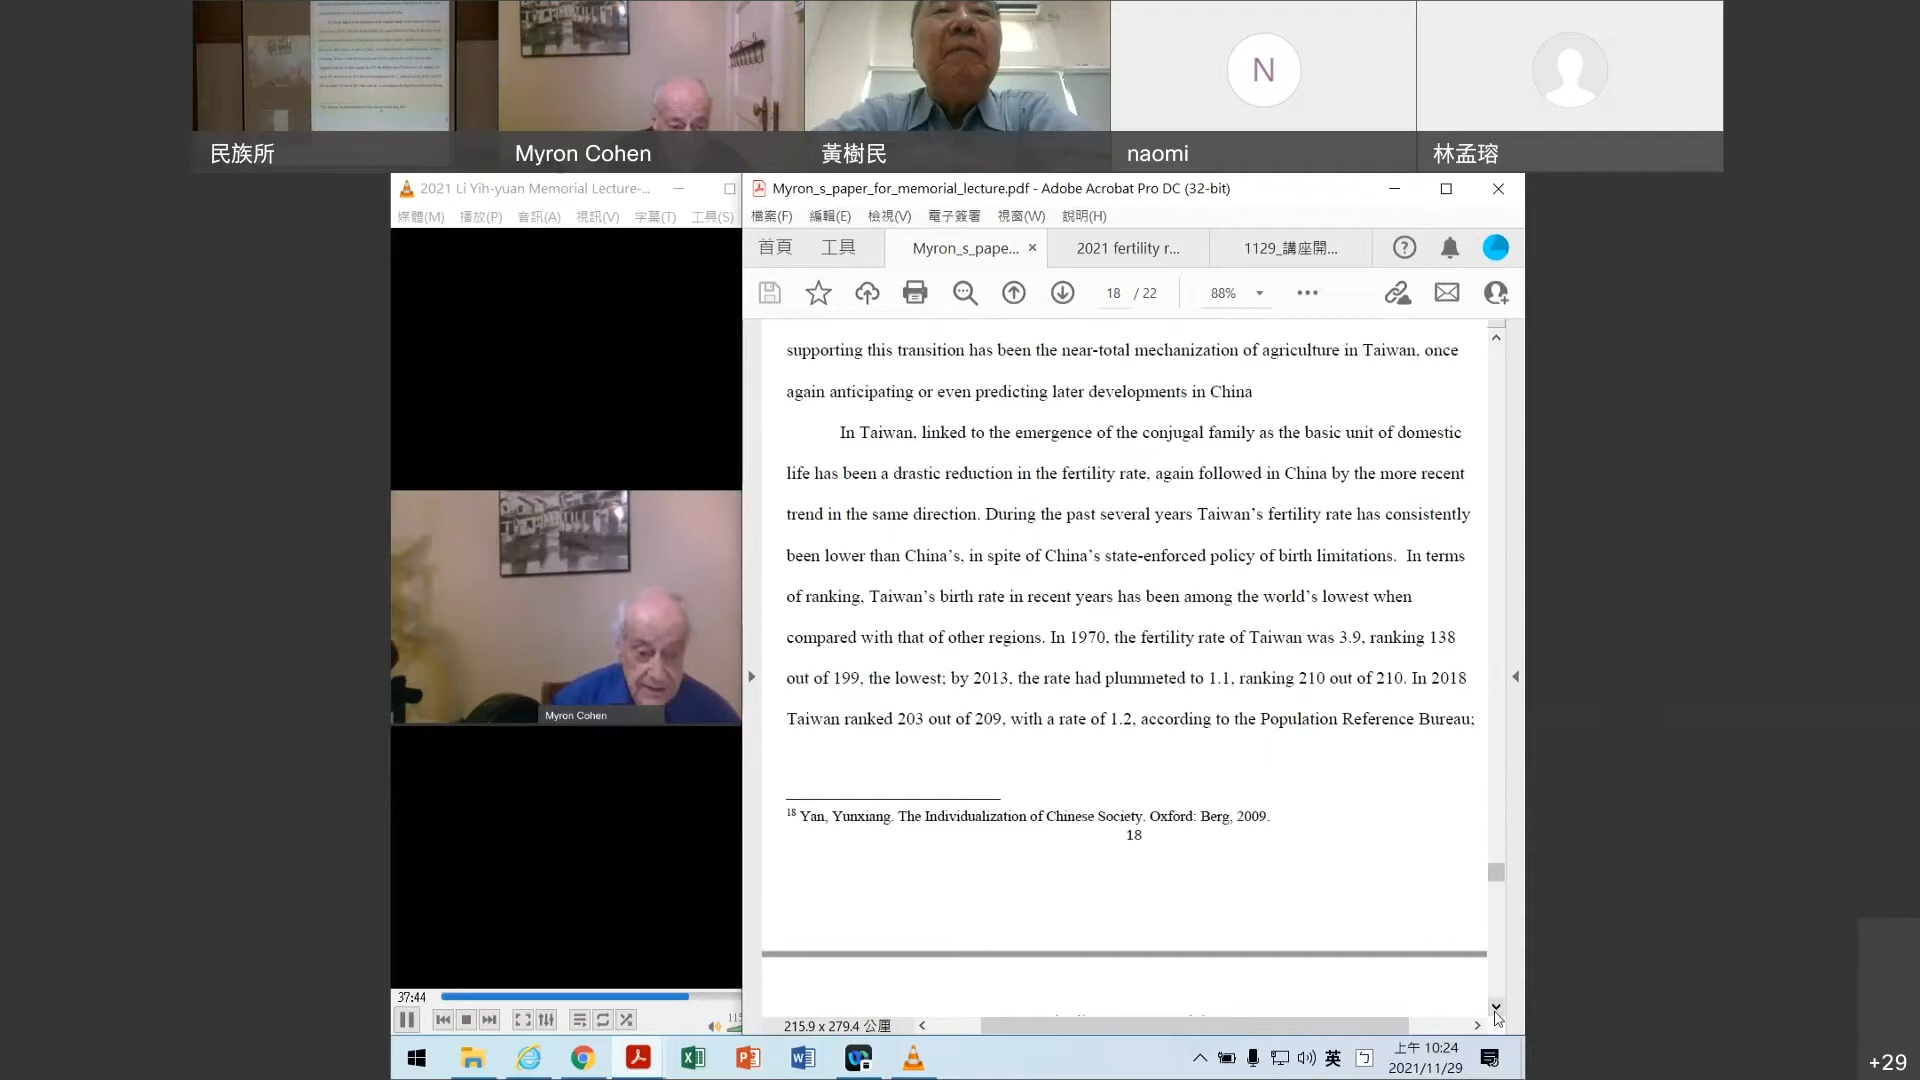 民族所
Myron Cohen
黃樹民
N
naomi
林孟瑢
2021 Li Yih-yuan Memorial Lecture-...
媒體(M) 播放(P) 音訊(A) 視訊(V) 字幕(T) 工具(S)
Myron_s_paper_for_memorial_lecture.pdf - Adobe Acrobat Pro DC (32-bit)
檔案(F) 編輯(E) 檢視(V) 電子簽署 視窗(W) 說明(H)
首頁 工具 Myron_s_pape... × 2021 fertility r... 1129_講座開...
18 / 22 88%
supporting this transition has been the near-total mechanization of agriculture in Taiwan, once
again anticipating or even predicting later developments in China
In Taiwan, linked to the emergence of the conjugal family as the basic unit of domestic
life has been a drastic reduction in the fertility rate, again followed in China by the more recent
trend in the same direction. During the past several years Taiwan's fertility rate has consistently
been lower than China's, in spite of China's state-enforced policy of birth limitations. In terms
of ranking, Taiwan's birth rate in recent years has been among the world's lowest when
compared with that of other regions. In 1970, the fertility rate of Taiwan was 3.9, ranking 138
out of 199, the lowest; by 2013, the rate had plummeted to 1.1, ranking 210 out of 210. In 2018
Taiwan ranked 203 out of 209, with a rate of 1.2, according to the Population Reference Bureau;
18 Yan, Yunxiang. The Individualization of Chinese Society. Oxford: Berg, 2009.
18
Myron Cohen
37:44
215.9 x 279.4 公厘
英
上午 10:24
2021/11/29
+29